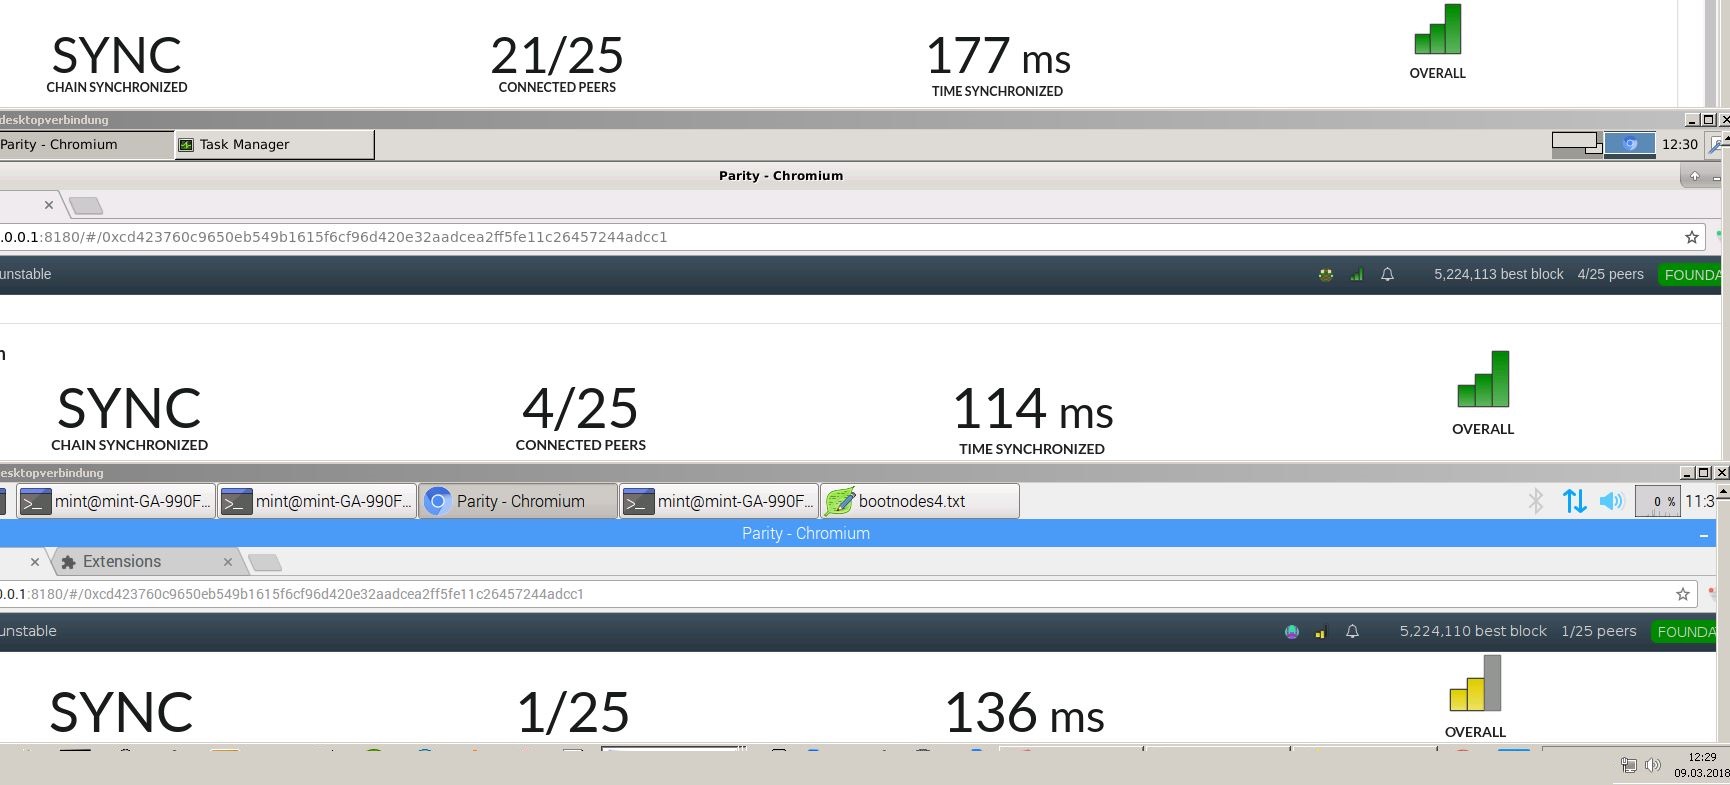 SYNC 21/25 177 ms
CHAIN SYNCHRONIZED CONNECTED PEERS TIME SYNCHRONIZED OVERALL
desktopverbindung
Parity - Chromium Task Manager 12:30
Parity - Chromium
.0.0.1:8180/#/0xcd423760c9650eb549b1615f6cf96d420e32aadcea2ff5fe11c26457244adcc1
unstable 5,224,113 best block 4/25 peers FOUNDA
n
SYNC 4/25 114 ms
CHAIN SYNCHRONIZED CONNECTED PEERS TIME SYNCHRONIZED OVERALL
esktopverbindung
mint@mint-GA-990F... mint@mint-GA-990F... Parity - Chromium mint@mint-GA-990F... bootnodes4.txt 0 % 11:3
Parity - Chromium
Extensions
0.0.1:8180/#/0xcd423760c9650eb549b1615f6cf96d420e32aadcea2ff5fe11c26457244adcc1
unstable 5,224,110 best block 1/25 peers FOUNDA
SYNC 1/25 136 ms
OVERALL
12:29
09.03.2018